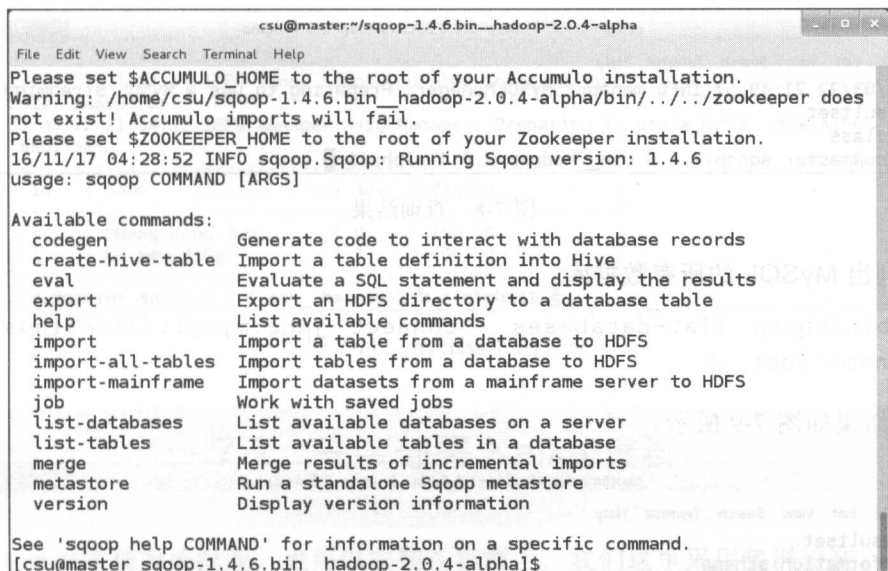 csu@master:~/sqoop-1.4.6.bin__hadoop-2.0.4-alpha
File Edit View Search Terminal Help
Please set $ACCUMULO_HOME to the root of your Accumulo installation.
Warning: /home/csu/sqoop-1.4.6.bin__hadoop-2.0.4-alpha/bin/../../zookeeper does
not exist! Accumulo imports will fail.
Please set $ZOOKEEPER_HOME to the root of your Zookeeper installation.
16/11/17 04:28:52 INFO sqoop.Sqoop: Running Sqoop version: 1.4.6
usage: sqoop COMMAND [ARGS]
Available commands:
codegen Generate code to interact with database records
create-hive-table Import a table definition into Hive
eval Evaluate a SQL statement and display the results
export Export an HDFS directory to a database table
help List available commands
import Import a table from a database to HDFS
import-all-tables Import tables from a database to HDFS
import-mainframe Import datasets from a mainframe server to HDFS
job Work with saved jobs
list-databases List available databases on a server
list-tables List available tables in a database
merge Merge results of incremental imports
metastore Run a standalone Sqoop metastore
version Display version information
See 'sqoop help COMMAND' for information on a specific command.
[csu@master sqoop-1.4.6.bin__hadoop-2.0.4-alpha]$